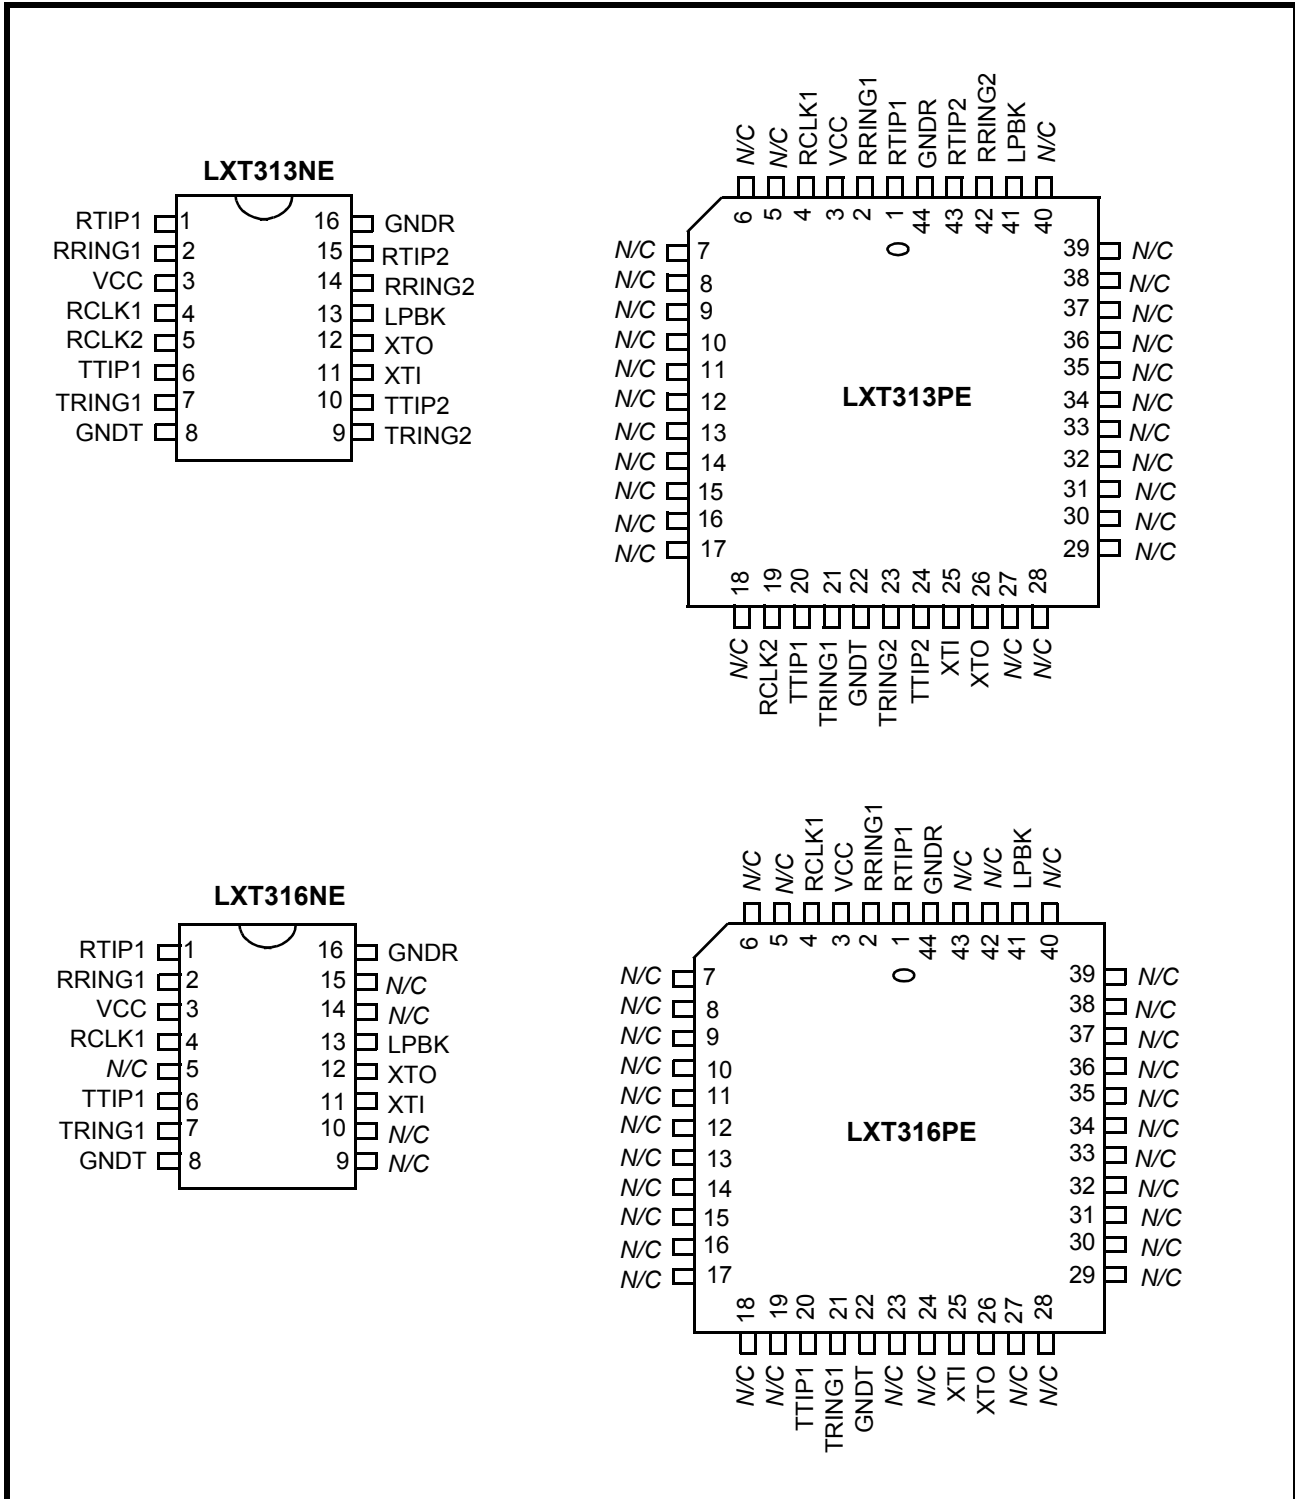 LXT313NE
RTIP1 1 16 GNDR
RRING1 2 15 RTIP2
VCC 3 14 RRING2
RCLK1 4 13 LPBK
RCLK2 5 12 XTO
TTIP1 6 11 XTI
TRING1 7 10 TTIP2
GNDT 8 9 TRING2
N/C N/C RCLK1 VCC RRING1 RTIP1 GNDR RTIP2 RRING2 LPBK N/C
6 5 4 3 2 1 44 43 42 41 40
N/C 7 39 N/C
N/C 8 38 N/C
N/C 9 37 N/C
N/C 10 36 N/C
N/C 11 35 N/C
N/C 12 34 N/C
LXT313PE
N/C 13 33 N/C
N/C 14 32 N/C
N/C 15 31 N/C
N/C 16 30 N/C
N/C 17 29 N/C
18 19 20 21 22 23 24 25 26 27 28
N/C RCLK2 TTIP1 TRING1 GNDT TRING2 TTIP2 XTI XTO N/C N/C
LXT316NE
RTIP1 1 16 GNDR
RRING1 2 15 N/C
VCC 3 14 N/C
RCLK1 4 13 LPBK
N/C 5 12 XTO
TTIP1 6 11 XTI
TRING1 7 10 N/C
GNDT 8 9 N/C
N/C N/C RCLK1 VCC RRING1 RTIP1 GNDR N/C N/C LPBK N/C
6 5 4 3 2 1 44 43 42 41 40
N/C 7 39 N/C
N/C 8 38 N/C
N/C 9 37 N/C
N/C 10 36 N/C
N/C 11 35 N/C
N/C 12 34 N/C
LXT316PE
N/C 13 33 N/C
N/C 14 32 N/C
N/C 15 31 N/C
N/C 16 30 N/C
N/C 17 29 N/C
18 19 20 21 22 23 24 25 26 27 28
N/C N/C TTIP1 TRING1 GNDT N/C N/C XTI XTO N/C N/C